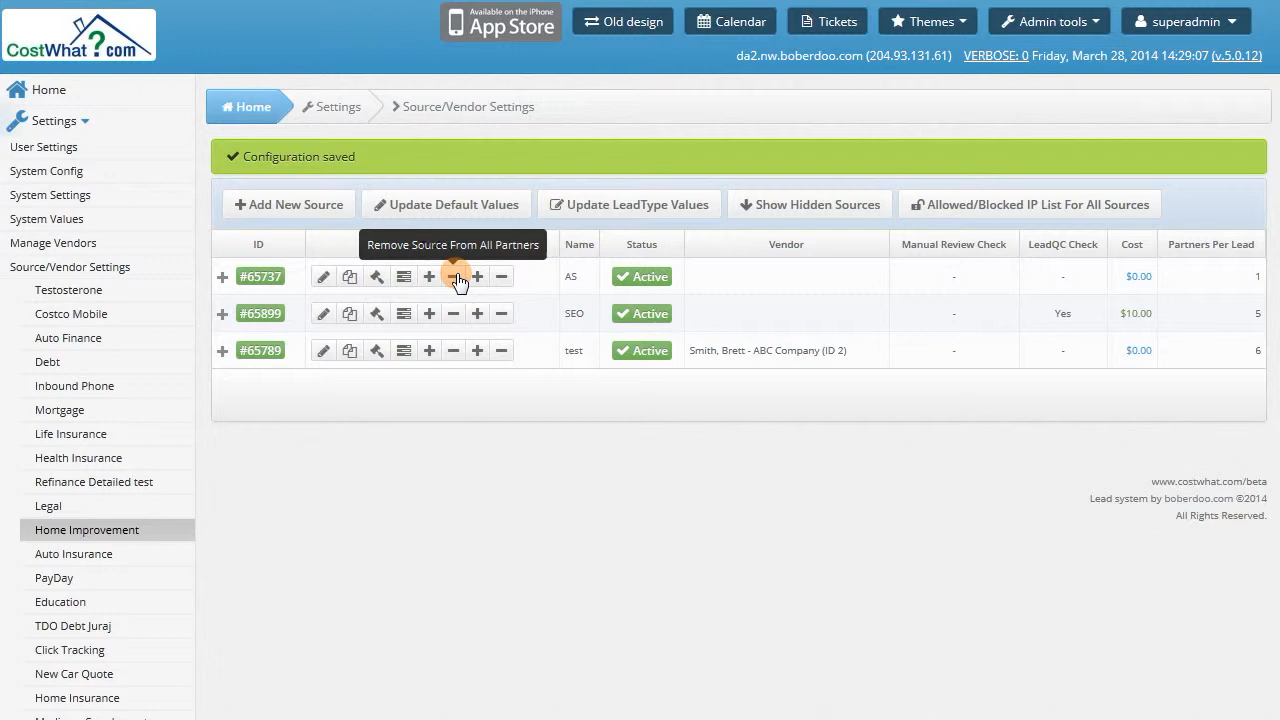 CostWhat?.com
Available on the iPhone
App Store
Old design
Calendar
Tickets
Themes
Admin tools
superadmin
da2.nw.boberdoo.com (204.93.131.61)
VERBOSE: 0 Friday, March 28, 2014 14:29:07 (v.5.0.12)
Home
Settings
User Settings
System Config
System Settings
System Values
Manage Vendors
Source/Vendor Settings
Testosterone
Costco Mobile
Auto Finance
Debt
Inbound Phone
Mortgage
Life Insurance
Health Insurance
Refinance Detailed test
Legal
Home Improvement
Auto Insurance
PayDay
Education
TDO Debt Juraj
Click Tracking
New Car Quote
Home Insurance
Home
Settings
Source/Vendor Settings
Configuration saved
Add New Source
Update Default Values
Update LeadType Values
Show Hidden Sources
Allowed/Blocked IP List For All Sources
Remove Source From All Partners
ID Name Status Vendor Manual Review Check LeadQC Check Cost Partners Per Lead
#65737 AS Active - - $0.00 1
#65899 SEO Active - Yes $10.00 5
#65789 test Active Smith, Brett - ABC Company (ID 2) - - $0.00 6
www.costwhat.com/beta
Lead system by boberdoo.com ©2014
All Rights Reserved.